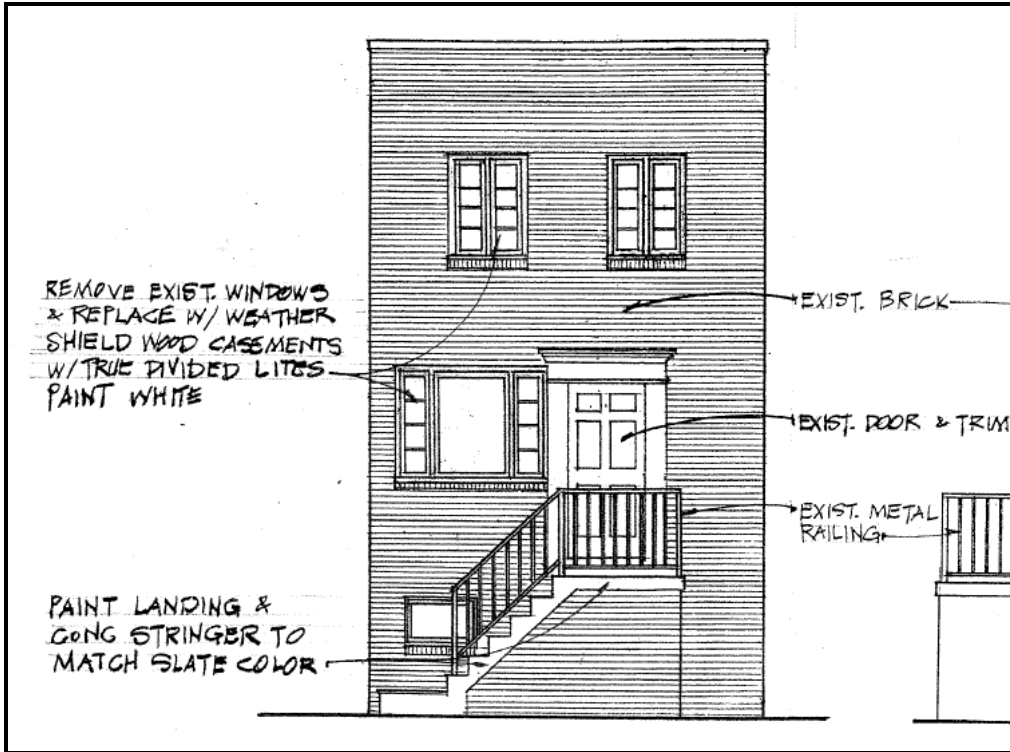 REMOVE EXIST. WINDOWS
& REPLACE W/ WEATHER
SHIELD WOOD CASEMENTS
W/ TRUE DIVIDED LITES
PAINT WHITE
EXIST. BRICK
EXIST. DOOR & TRIM
EXIST. METAL
RAILING
PAINT LANDING &
CONC STRINGER TO
MATCH SLATE COLOR